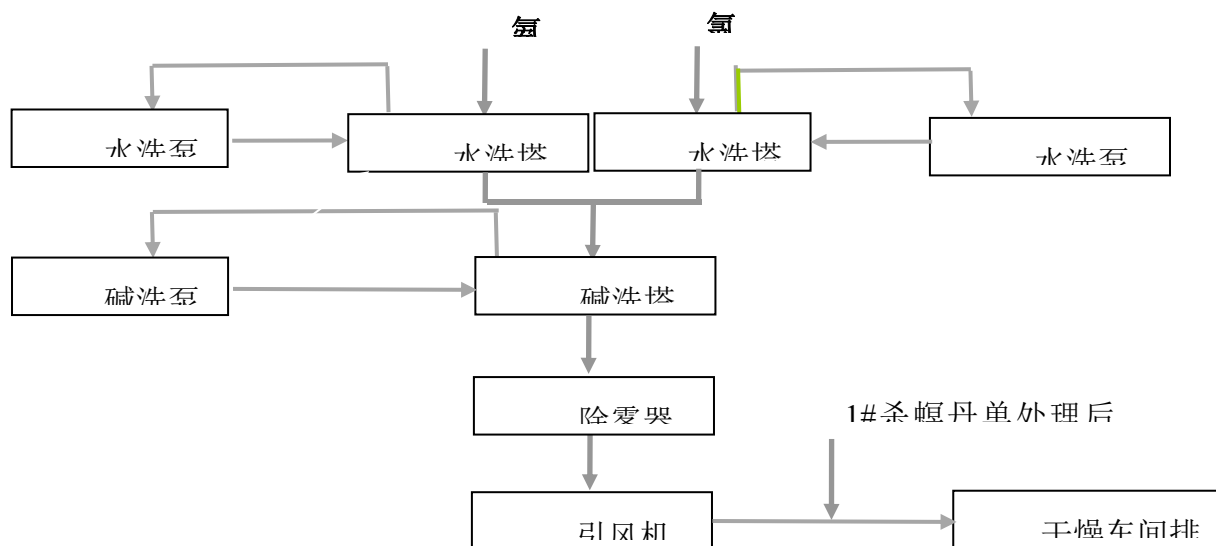 水洗泵
水洗塔
水洗塔
水洗泵
碱洗泵
碱洗塔
除雾器
1#杀螟丹单处理后
引风机
干燥车间排